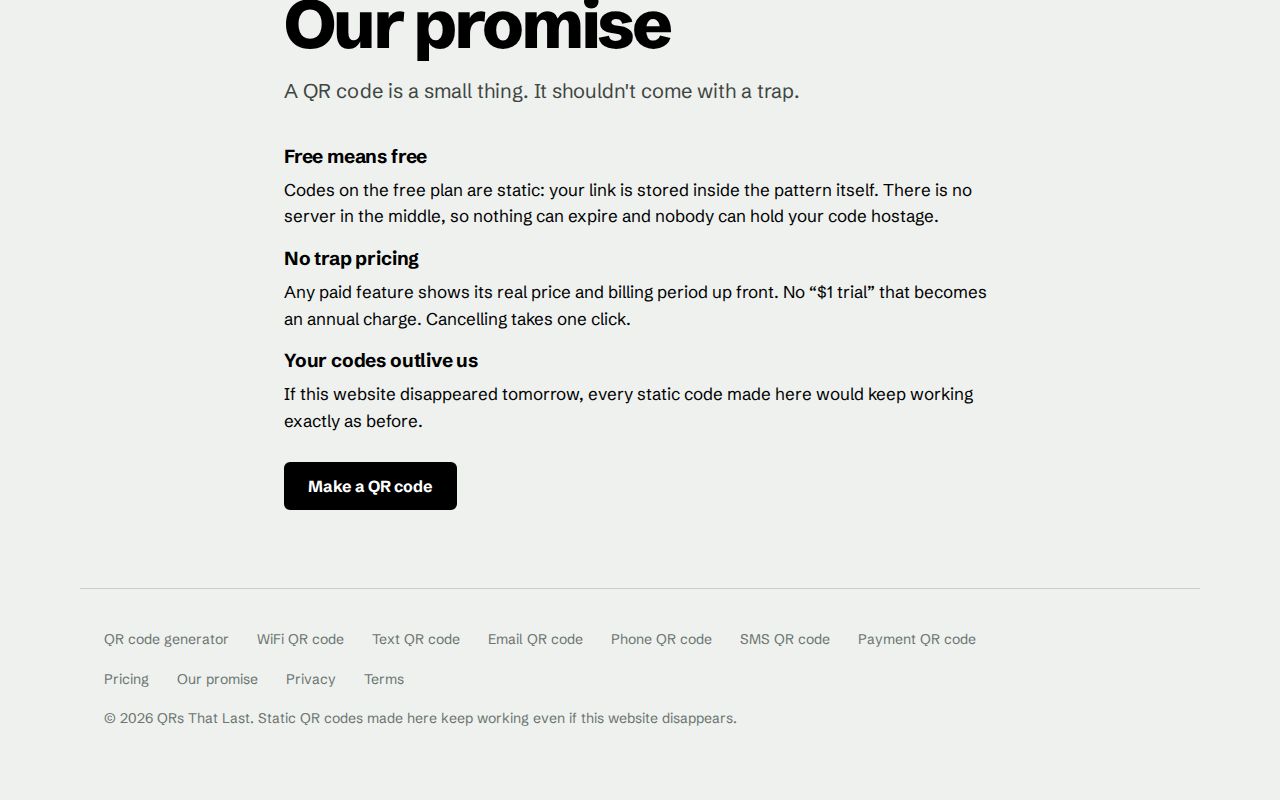 Our promise
A QR code is a small thing. It shouldn't come with a trap.
Free means free
Codes on the free plan are static: your link is stored inside the pattern itself. There is no
server in the middle, so nothing can expire and nobody can hold your code hostage.
No trap pricing
Any paid feature shows its real price and billing period up front. No “$1 trial” that becomes
an annual charge. Cancelling takes one click.
Your codes outlive us
If this website disappeared tomorrow, every static code made here would keep working
exactly as before.
Make a QR code
QR code generator WiFi QR code Text QR code Email QR code Phone QR code SMS QR code Payment QR code
Pricing Our promise Privacy Terms
© 2026 QRs That Last. Static QR codes made here keep working even if this website disappears.